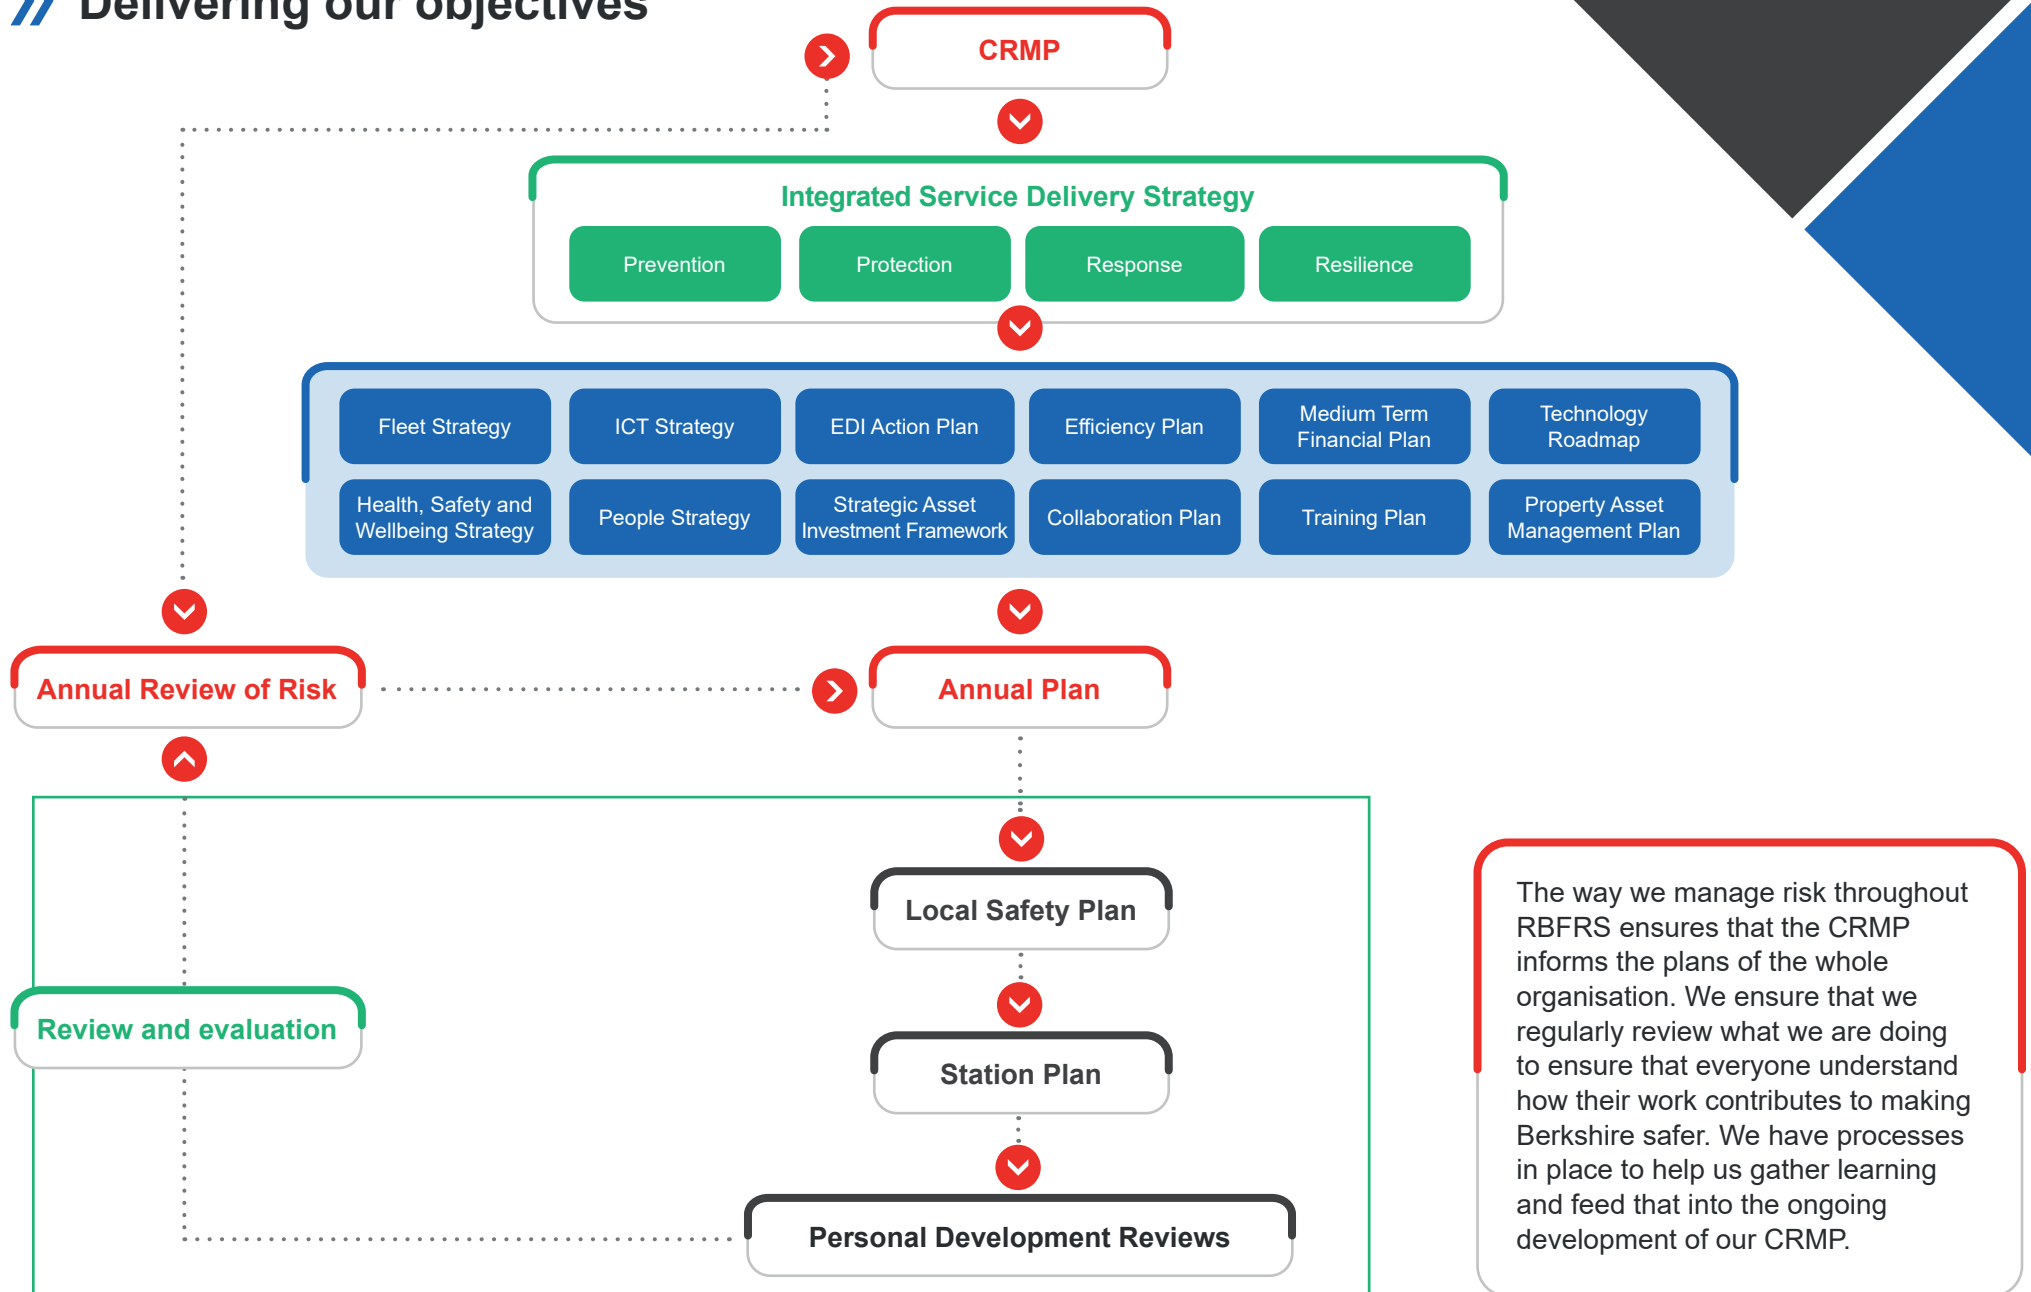 Delivering our objectives
CRMP
Integrated Service Delivery Strategy
Prevention
Protection
Response
Resilience
Fleet Strategy
ICT Strategy
EDI Action Plan
Efficiency Plan
Medium Term
Financial Plan
Technology
Roadmap
Health, Safety and
Wellbeing Strategy
People Strategy
Strategic Asset
Investment Framework
Collaboration Plan
Training Plan
Property Asset
Management Plan
Annual Review of Risk
Annual Plan
Local Safety Plan
Review and evaluation
Station Plan
Personal Development Reviews
The way we manage risk throughout
RBFRS ensures that the CRMP
informs the plans of the whole
organisation. We ensure that we
regularly review what we are doing
to ensure that everyone understand
how their work contributes to making
Berkshire safer. We have processes
in place to help us gather learning
and feed that into the ongoing
development of our CRMP.